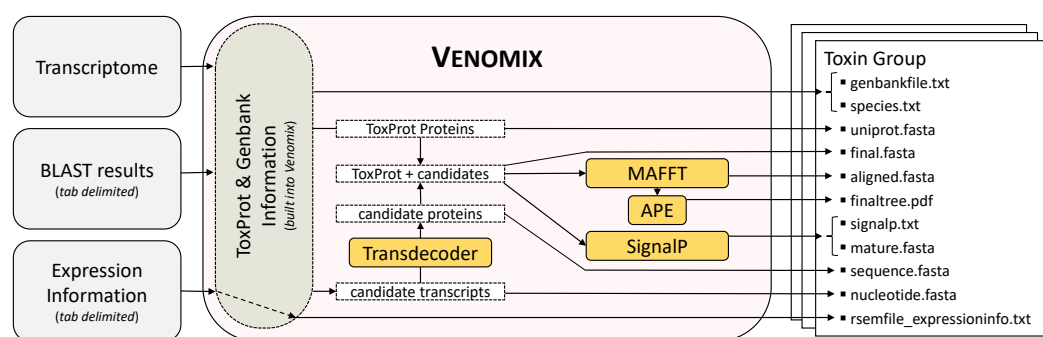 Transcriptome
BLAST results
(tab delimited)
Expression
Information
(tab delimited)
ToxProt & Genbank
Information
(built into Venomix)
VENOMIX
ToxProt Proteins
ToxProt + candidates
candidate proteins
Transdecoder
candidate transcripts
MAFFT
APE
SignalP
Toxin Group
▪ genbankfile.txt
▪ species.txt
▪ uniprot.fasta
▪ final.fasta
▪ aligned.fasta
▪ finaltree.pdf
▪ signalp.txt
▪ mature.fasta
▪ sequence.fasta
▪ nucleotide.fasta
▪ rsemfile_expressioninfo.txt